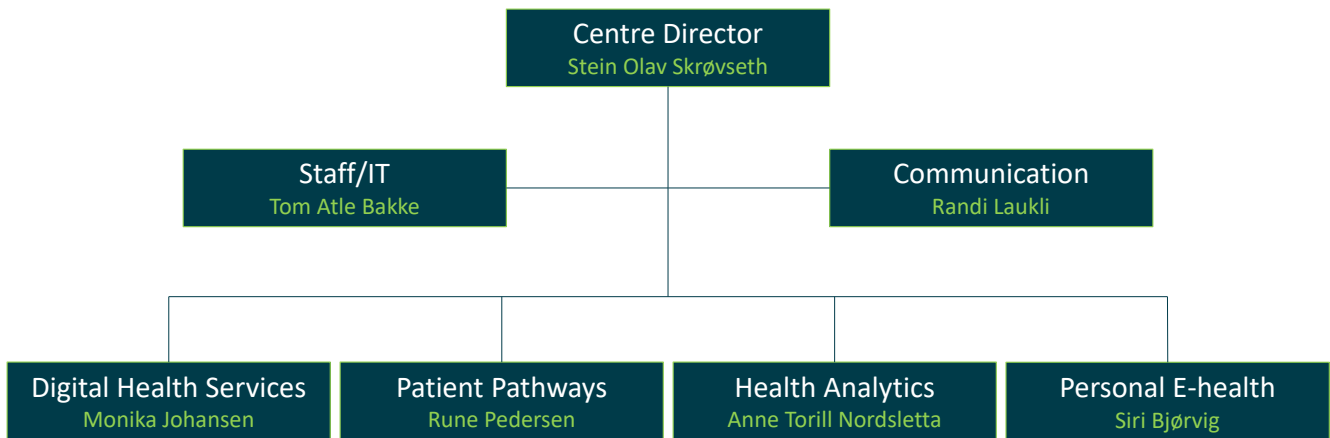 Centre Director
Stein Olav Skrøvseth
Staff/IT
Tom Atle Bakke
Communication
Randi Laukli
Digital Health Services
Monika Johansen
Patient Pathways
Rune Pedersen
Health Analytics
Anne Torill Nordsletta
Personal E-health
Siri Bjørvig